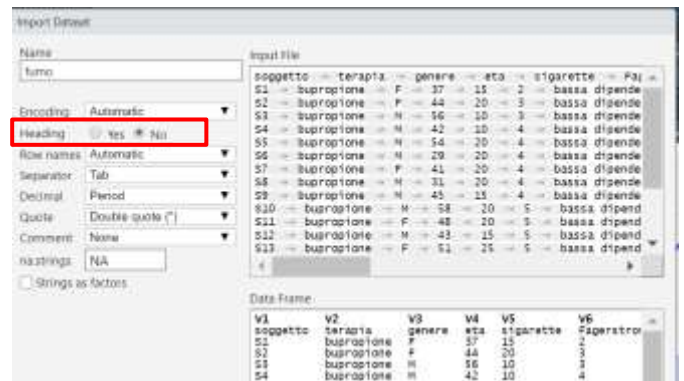 Import Dataset
Name
fumo
Encoding Automatic
Heading Yes No
Row names Automatic
Separator Tab
Decimal Period
Quote Double quote (")
Comment None
na.strings NA
Strings as factors
Input File
soggetto → terapia → genere → eta → sigarette → Fag
S1 → bupropione → F → 37 → 15 → 2 → bassa dipende
S2 → bupropione → F → 44 → 20 → 3 → bassa dipende
S3 → bupropione → M → 56 → 10 → 3 → bassa dipende
S4 → bupropione → M → 42 → 10 → 4 → bassa dipende
S5 → bupropione → M → 54 → 20 → 4 → bassa dipende
S6 → bupropione → M → 29 → 20 → 4 → bassa dipende
S7 → bupropione → F → 41 → 20 → 4 → bassa dipende
S8 → bupropione → M → 31 → 20 → 4 → bassa dipende
S9 → bupropione → M → 45 → 15 → 4 → bassa dipende
S10 → bupropione → M → 58 → 20 → 5 → bassa dipend
S11 → bupropione → F → 48 → 20 → 5 → bassa dipend
S12 → bupropione → M → 43 → 15 → 5 → bassa dipend
S13 → bupropione → F → 51 → 25 → 5 → bassa dipend
Data Frame
V1 V2 V3 V4 V5 V6
soggetto terapia genere eta sigarette Fagerstro
S1 bupropione F 37 15 2
S2 bupropione F 44 20 3
S3 bupropione M 56 10 3
S4 bupropione M 42 10 4